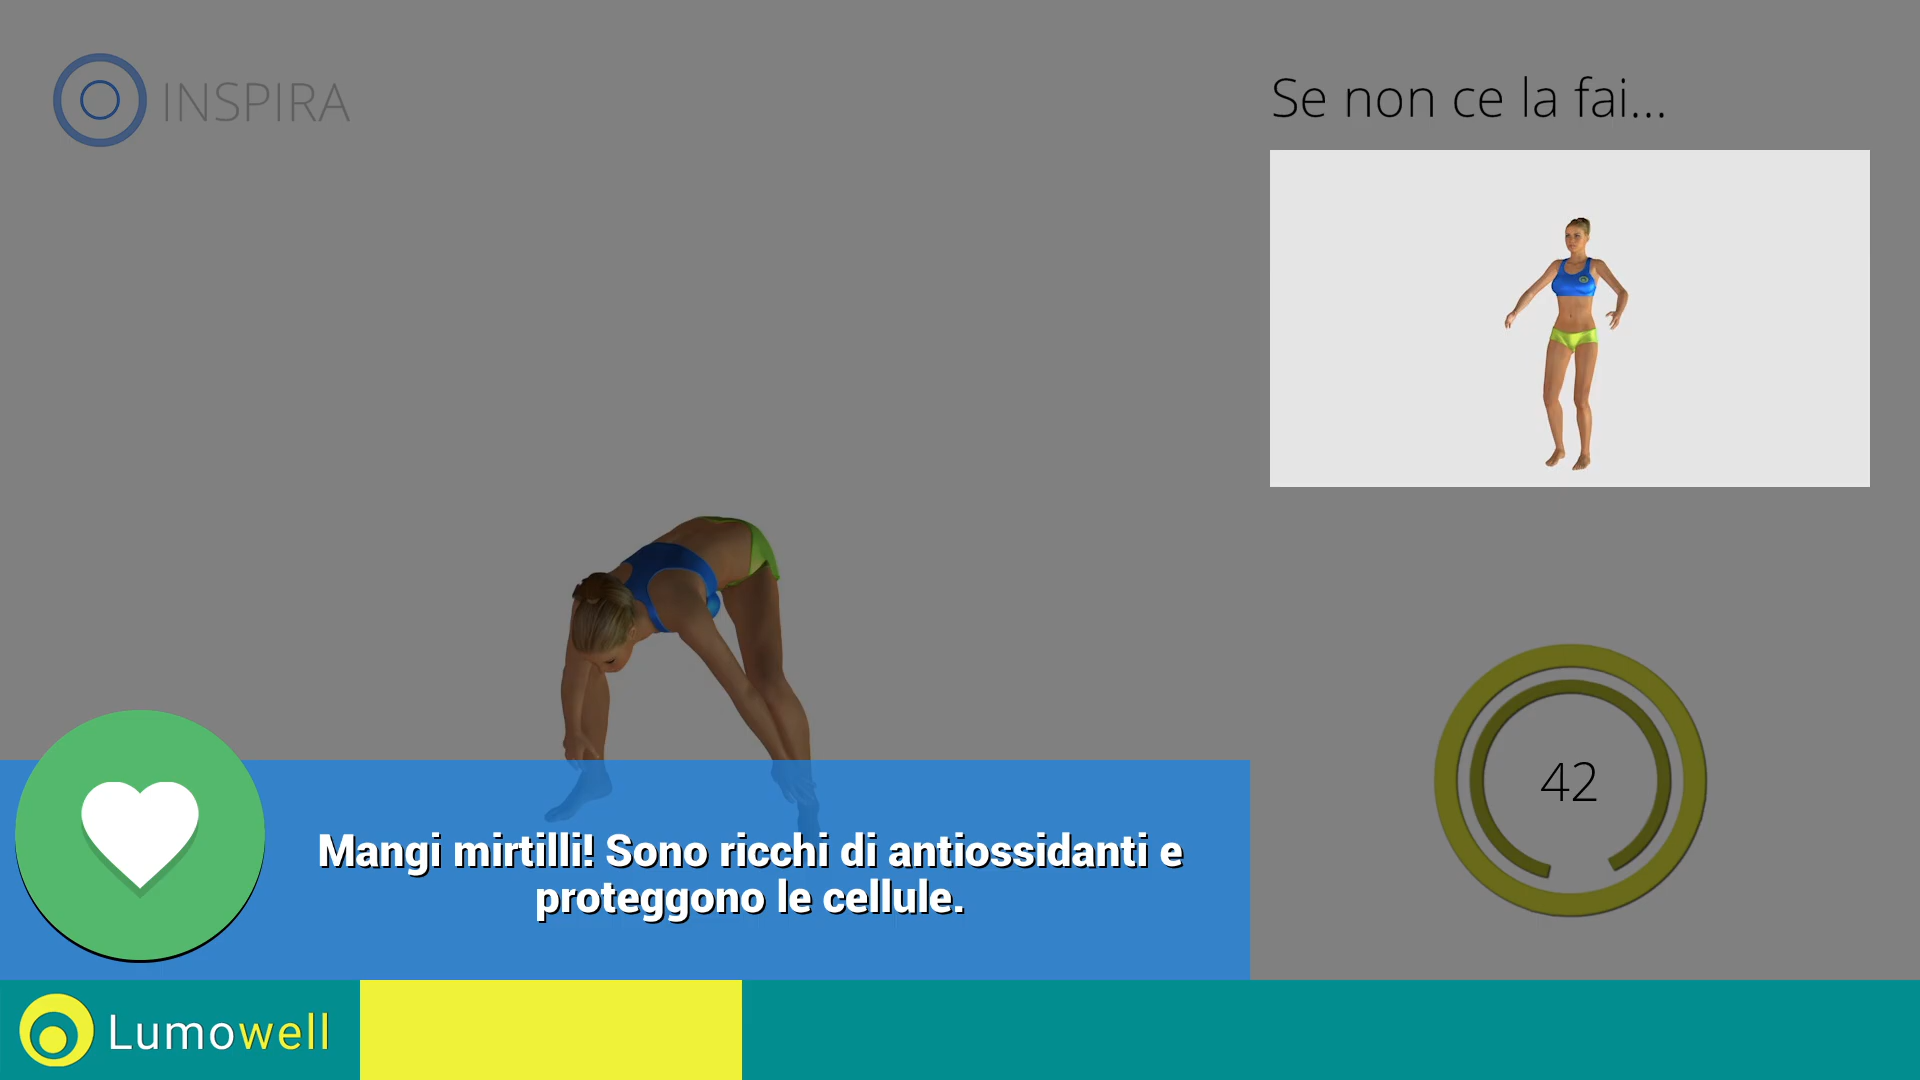 INSPIRA
Se non ce la fai...
42
Mangi mirtilli! Sono ricchi di antiossidanti e
proteggono le cellule.
Lumowell